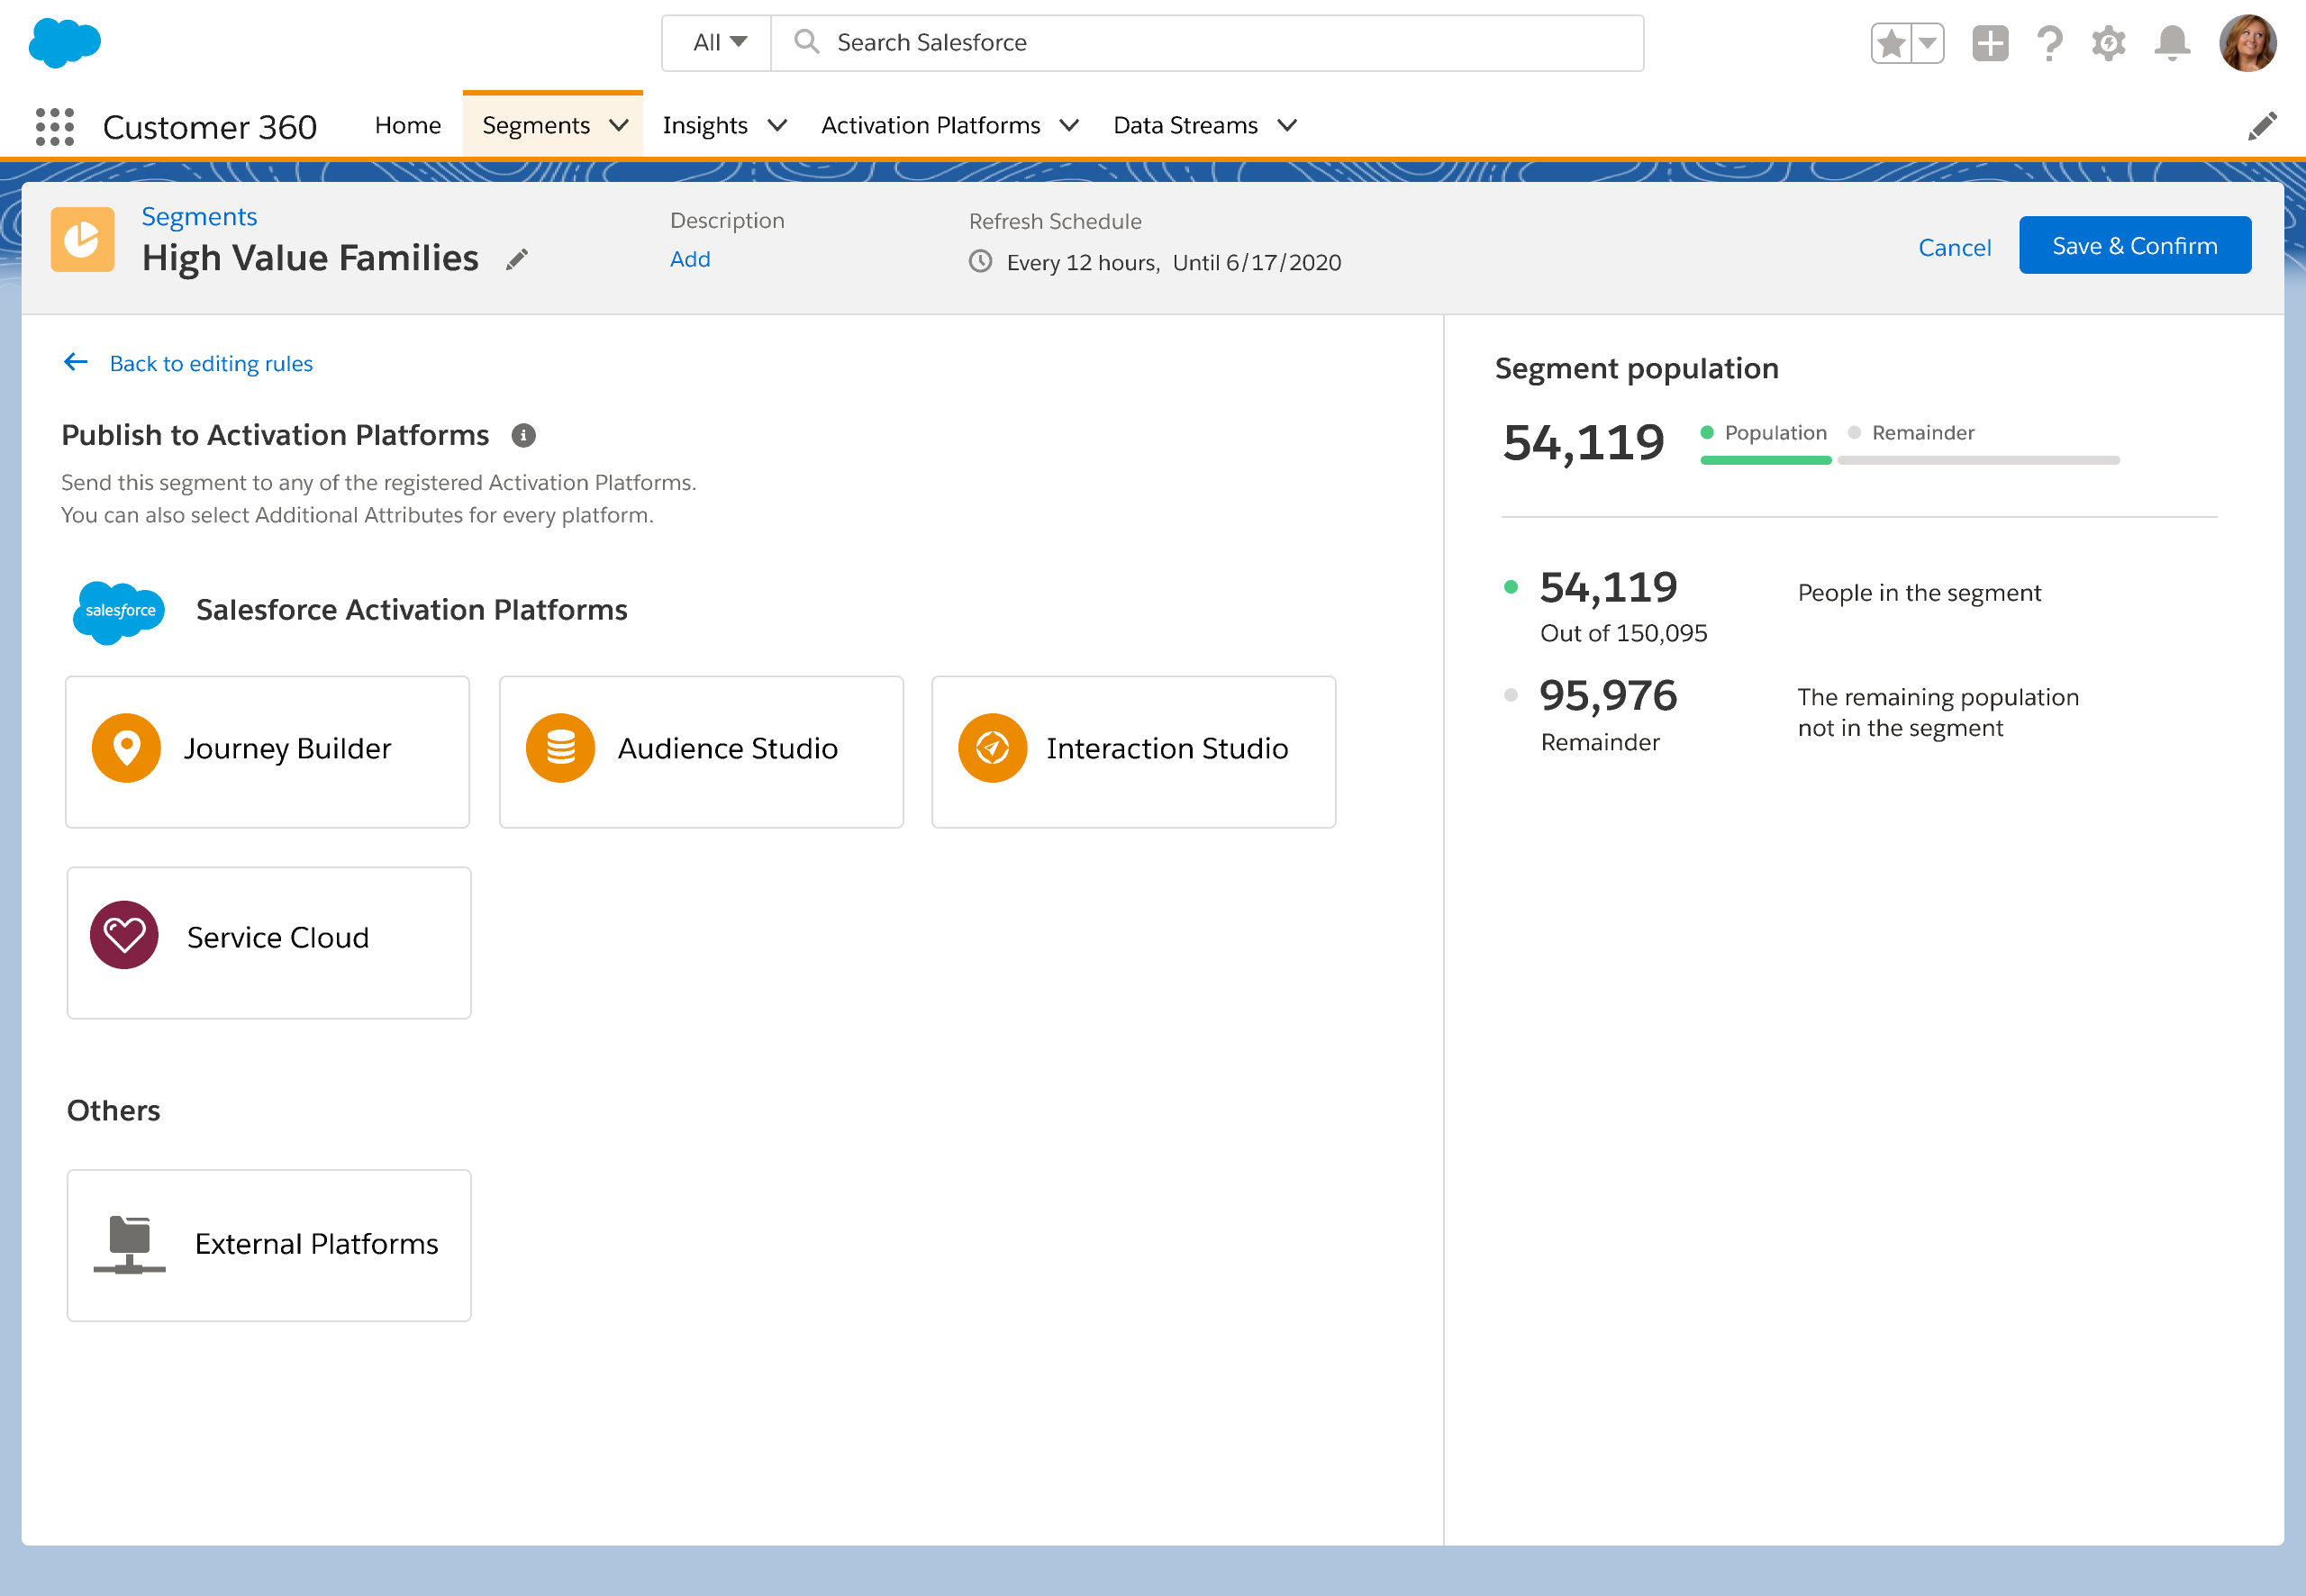 All
Search Salesforce
Customer 360
Home
Segments
Insights
Activation Platforms
Data Streams
Segments
High Value Families
Description
Add
Refresh Schedule
Every 12 hours, Until 6/17/2020
Cancel
Save & Confirm
Back to editing rules
Publish to Activation Platforms
Send this segment to any of the registered Activation Platforms.
You can also select Additional Attributes for every platform.
salesforce
Salesforce Activation Platforms
Journey Builder
Audience Studio
Interaction Studio
Service Cloud
Others
External Platforms
Segment population
54,119
Population
Remainder
54,119
People in the segment
Out of 150,095
95,976
The remaining population
not in the segment
Remainder